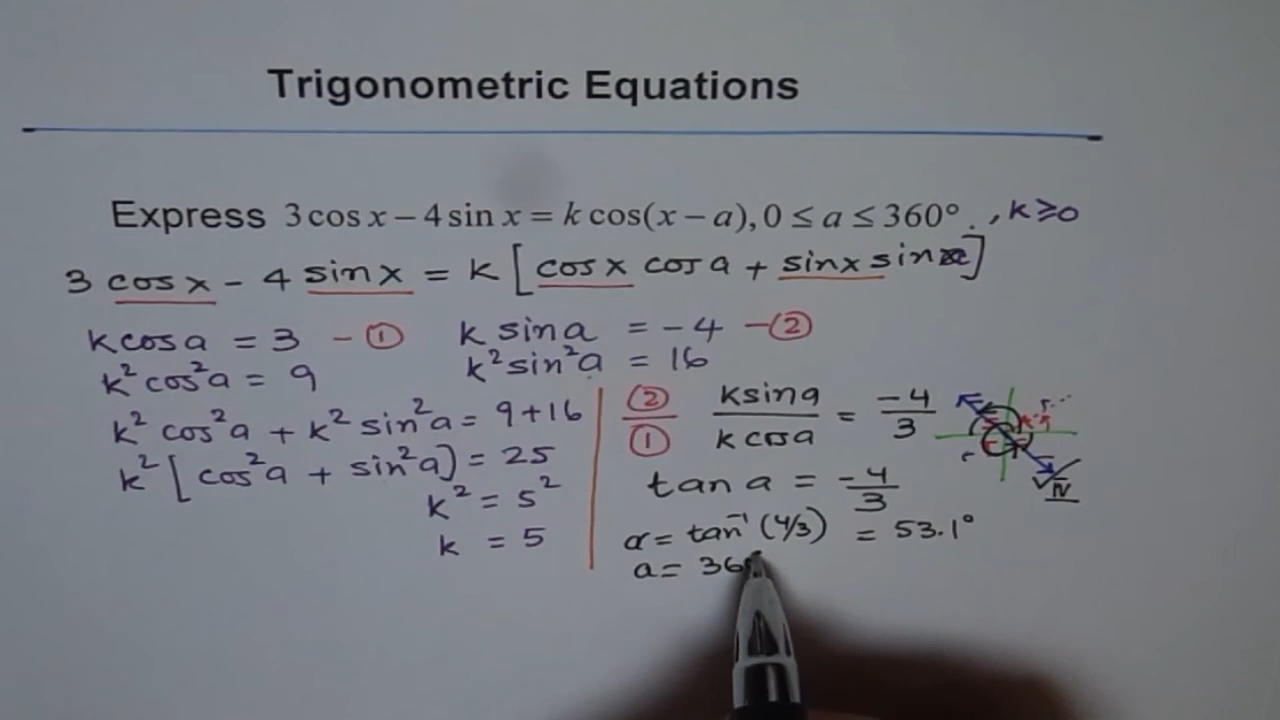 Trigonometric Equations
Express 3 cos x − 4 sin x = k cos(x − a), 0 ≤ a ≤ 360° . , k ≥ 0
3 cos x - 4 sin x = k [cos x cos a + sin x sin]
k cos a = 3 - ①
k sin a = -4 - ②
k² cos² a = 9
k² sin² a = 16
k² cos² a + k² sin² a = 9 + 16
k² [cos² a + sin² a) = 25
k² = 5²
k = 5
②/① k sin a / k cos a = -4/3
tan a = -4/3
IV
α = tan⁻¹ (4/3) = 53.1°
a = 36